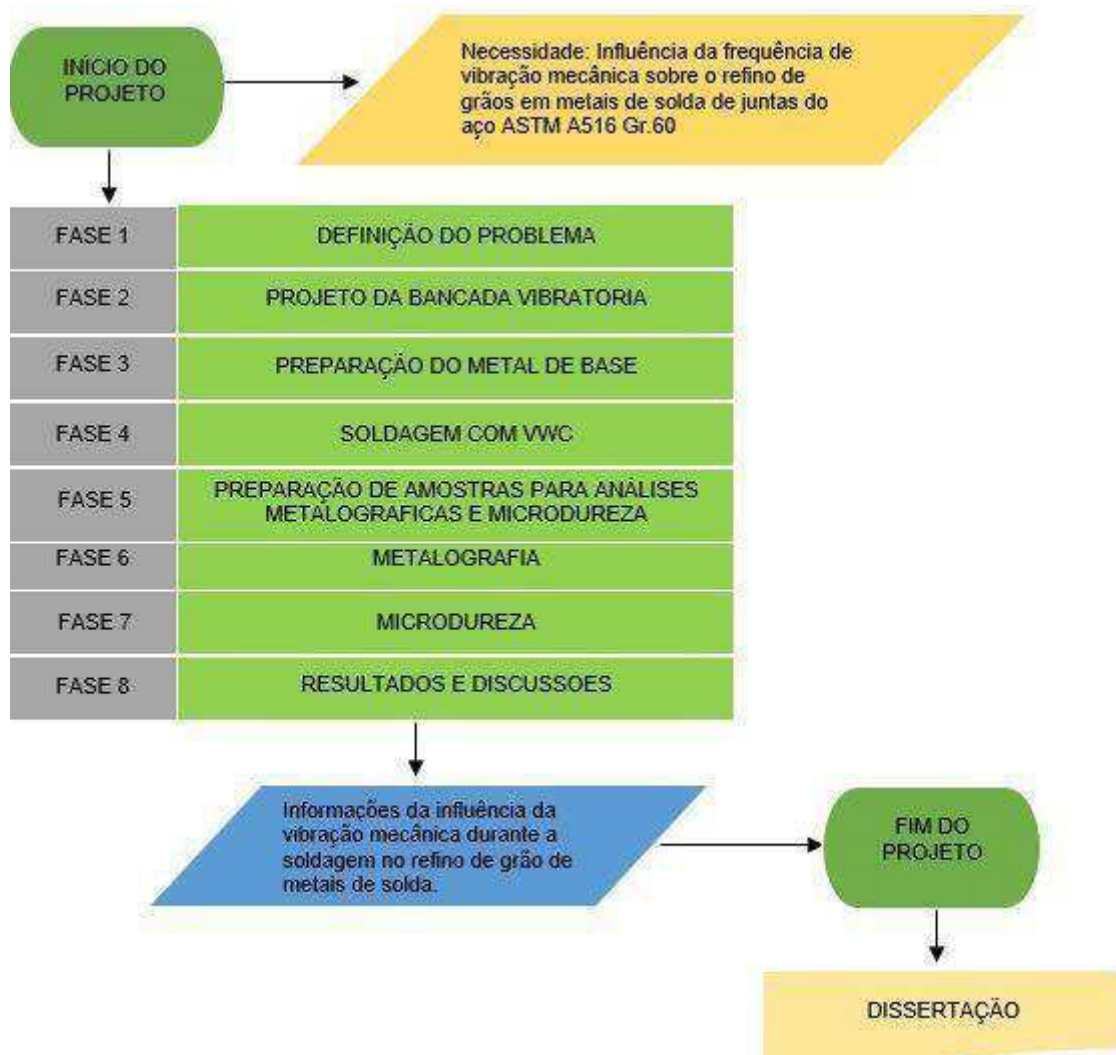 INÍCIO DO
PROJETO
Necessidade: Influência da frequência de
vibração mecânica sobre o refino de
grãos em metais de solda de juntas do
aço ASTM A516 Gr.60
FASE 1
DEFINIÇÃO DO PROBLEMA
FASE 2
PROJETO DA BANCADA VIBRATORIA
FASE 3
PREPARAÇÃO DO METAL DE BASE
FASE 4
SOLDAGEM COM VWC
FASE 5
PREPARAÇÃO DE AMOSTRAS PARA ANÁLISES
METALOGRAFICAS E MICRODUREZA
FASE 6
METALOGRAFIA
FASE 7
MICRODUREZA
FASE 8
RESULTADOS E DISCUSSOES
Informações da influência da
vibração mecânica durante a
soldagem no refino de grão de
metais de solda.
FIM DO
PROJETO
DISSERTAÇÃO